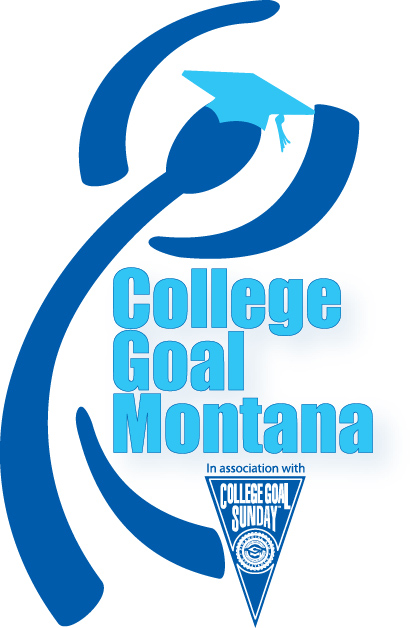 College
Goal
Montana
In association with
COLLEGE GOAL
SUNDAY